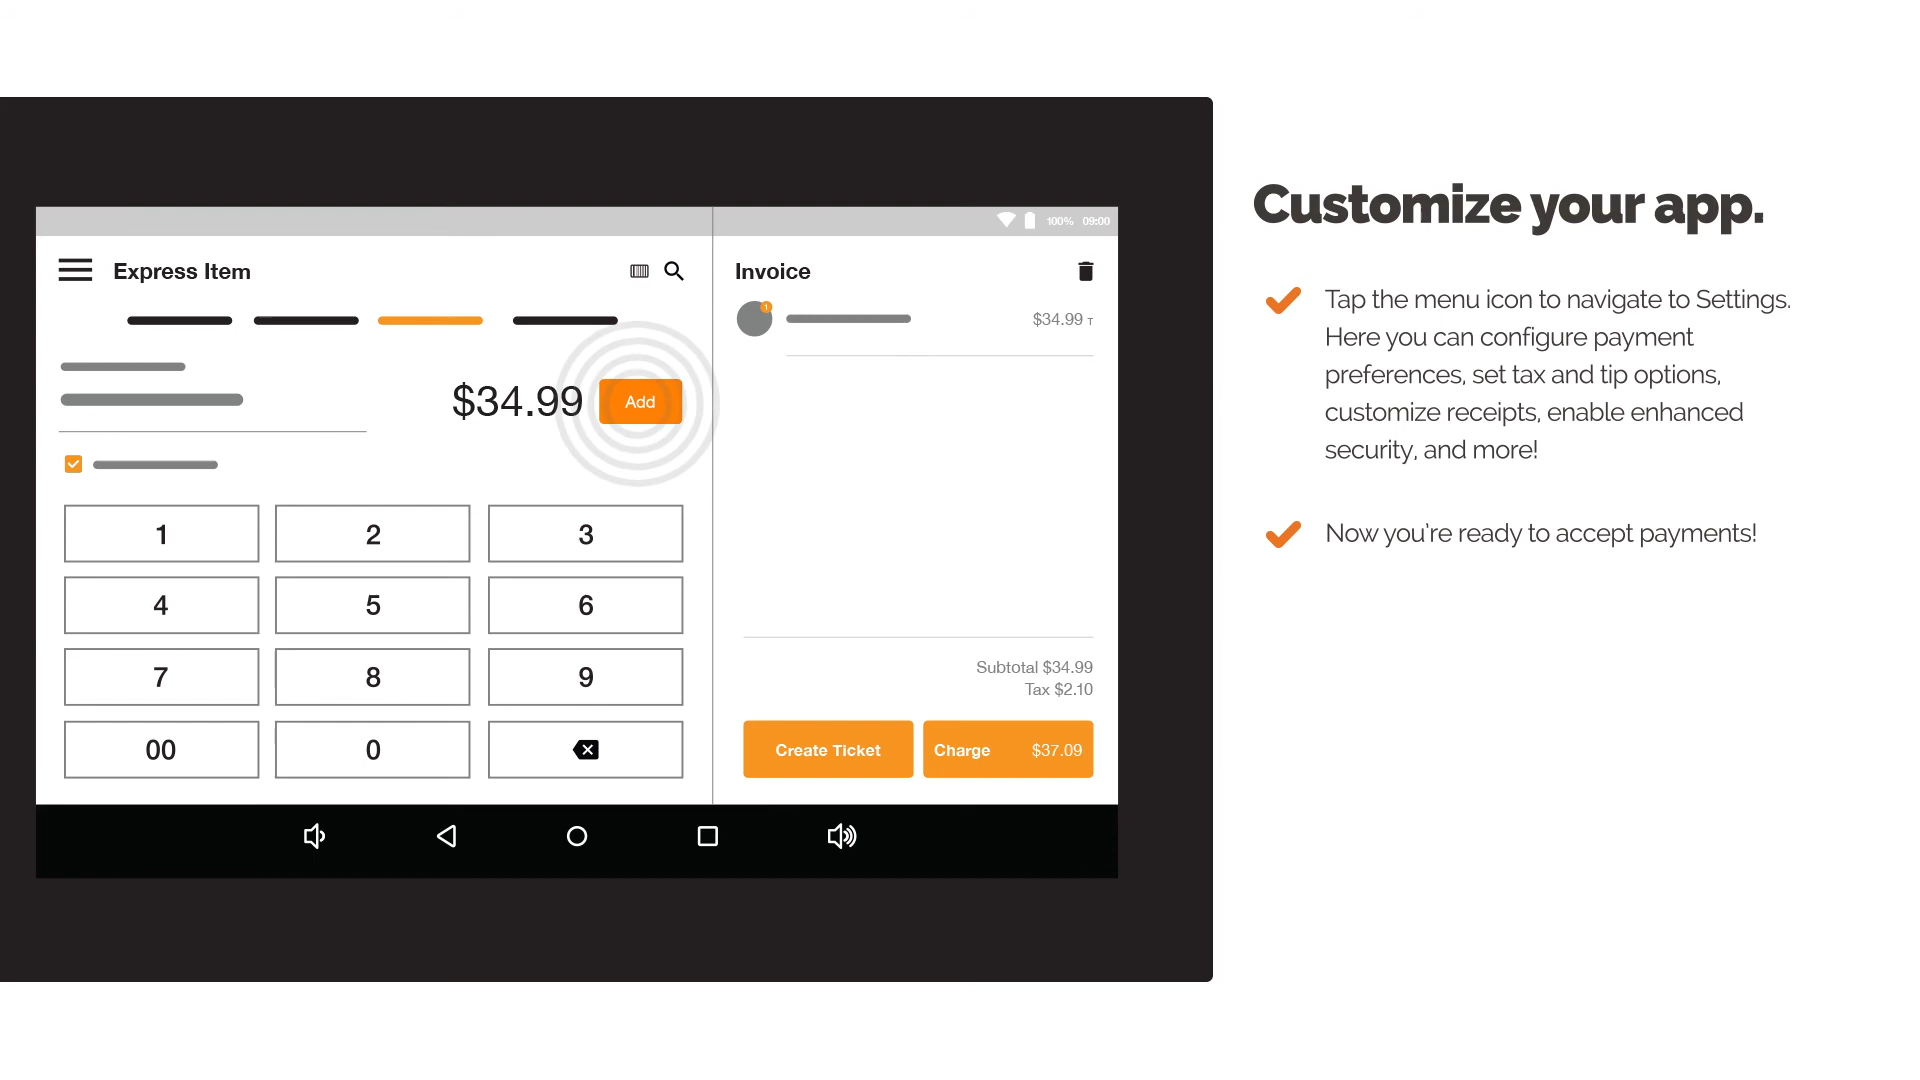 100% 09:00
Express Item
Invoice
1
$34.99 T
$34.99
Add
1 2 3
4 5 6
7 8 9
00 0
Subtotal $34.99
Tax $2.10
Create Ticket
Charge $37.09
Customize your app.
Tap the menu icon to navigate to Settings.
Here you can configure payment
preferences, set tax and tip options,
customize receipts, enable enhanced
security, and more!
Now you’re ready to accept payments!